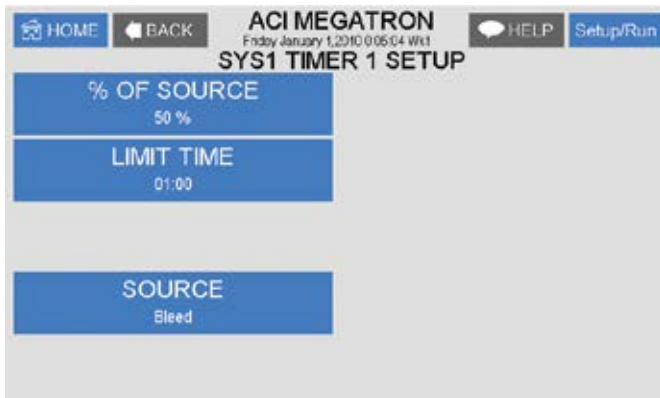 HOME
BACK
ACI MEGATRON
Friday January 1,2010 0:05:04 Wk1
HELP
Setup/Run
SYS1 TIMER 1 SETUP
% OF SOURCE
50 %
LIMIT TIME
01:00
SOURCE
Bleed